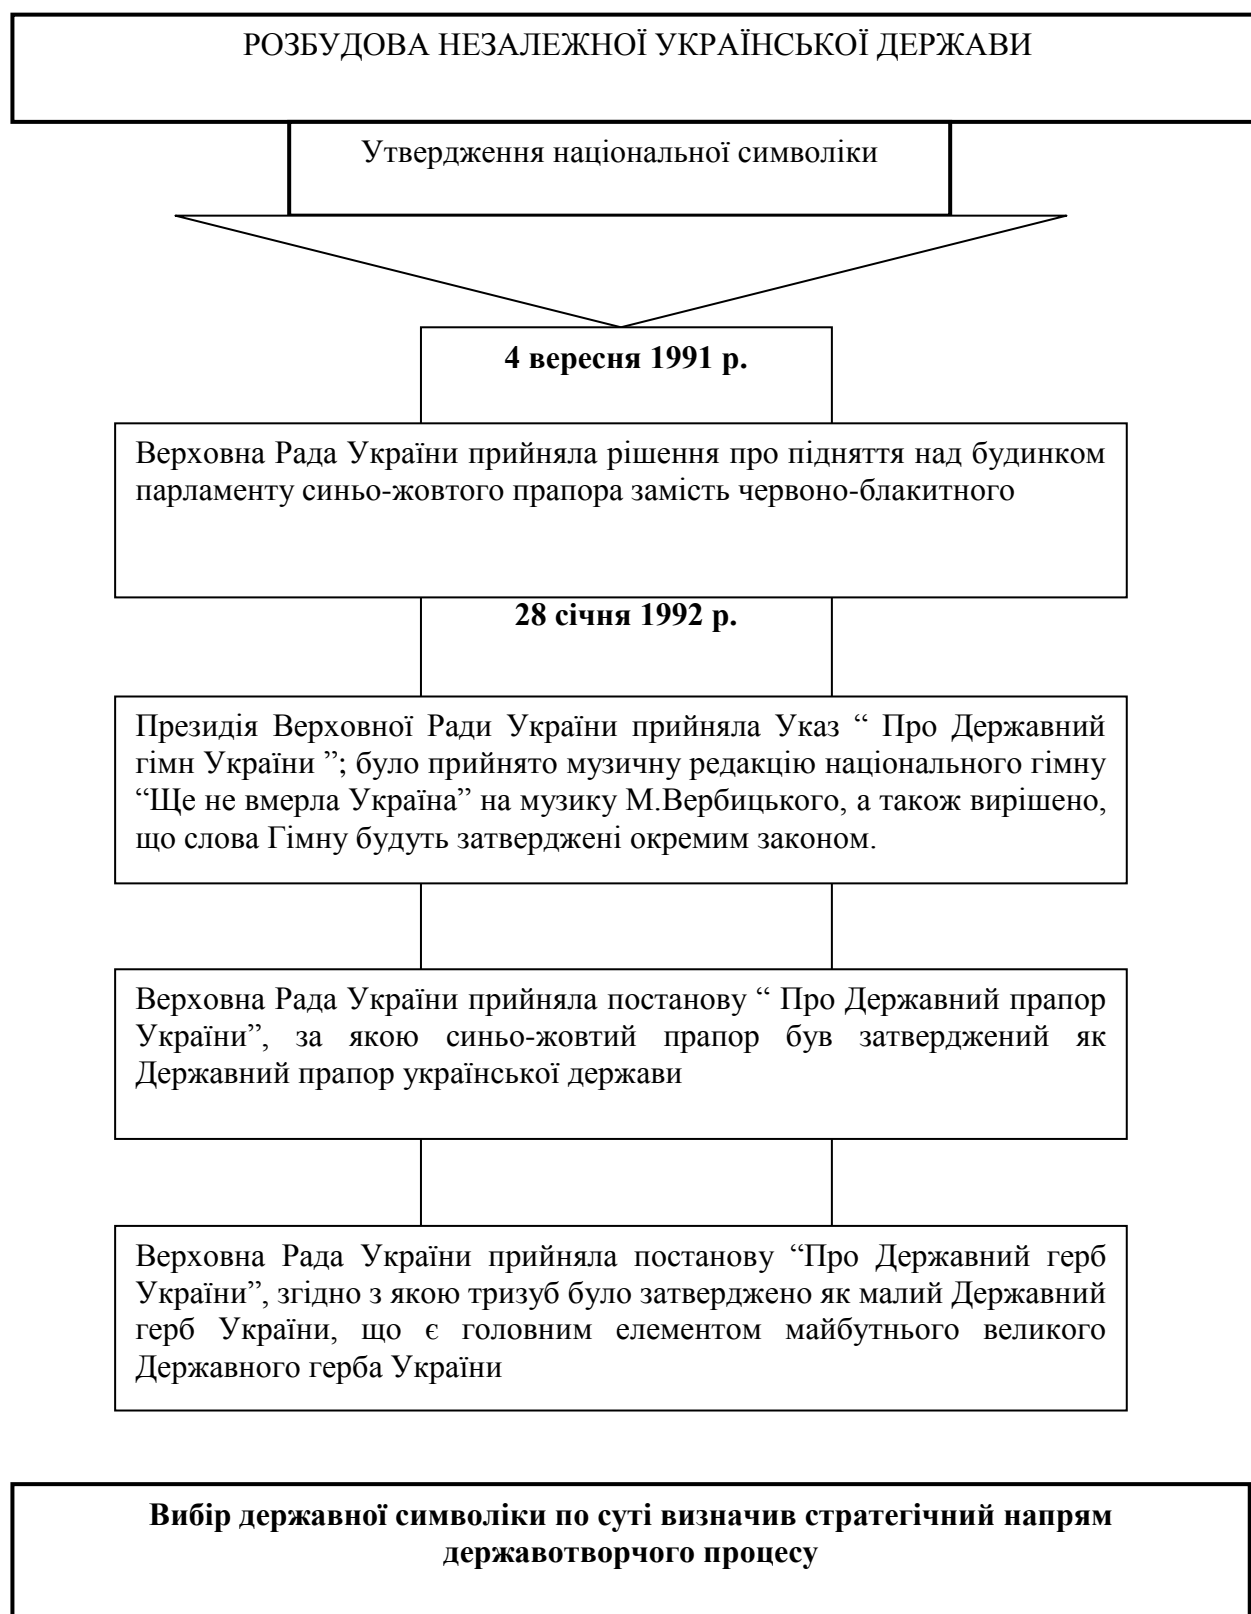 РОЗБУДОВА НЕЗАЛЕЖНОЇ УКРАЇНСЬКОЇ ДЕРЖАВИ
Утвердження національної символіки
4 вересня 1991 р.
Верховна Рада України прийняла рішення про підняття над будинком
парламенту синьо-жовтого прапора замість червоно-блакитного
28 січня 1992 р.
Президія Верховної Ради України прийняла Указ “ Про Державний
гімн України ”; було прийнято музичну редакцію національного гімну
“Ще не вмерла Україна” на музику М.Вербицького, а також вирішено,
що слова Гімну будуть затверджені окремим законом.
Верховна Рада України прийняла постанову “ Про Державний прапор
України”, за якою синьо-жовтий прапор був затверджений як
Державний прапор української держави
Верховна Рада України прийняла постанову “Про Державний герб
України”, згідно з якою тризуб було затверджено як малий Державний
герб України, що є головним елементом майбутнього великого
Державного герба України
Вибір державної символіки по суті визначив стратегічний напрям
державотворчого процесу